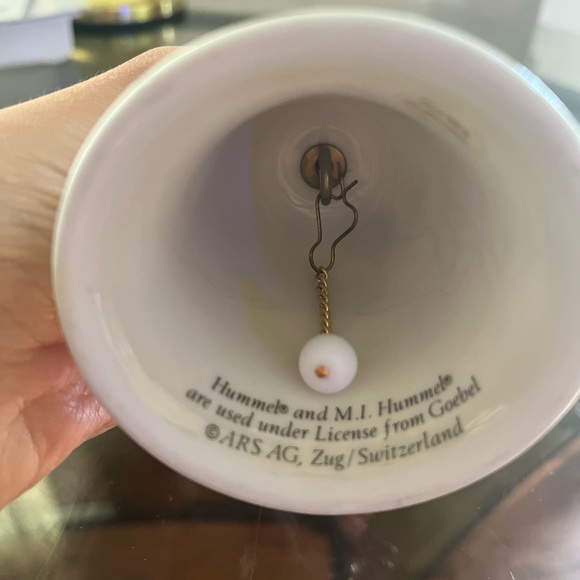 Hummel® and M.I. Hummel®
are used under License from Goebel
©ARS AG, Zug/Switzerland